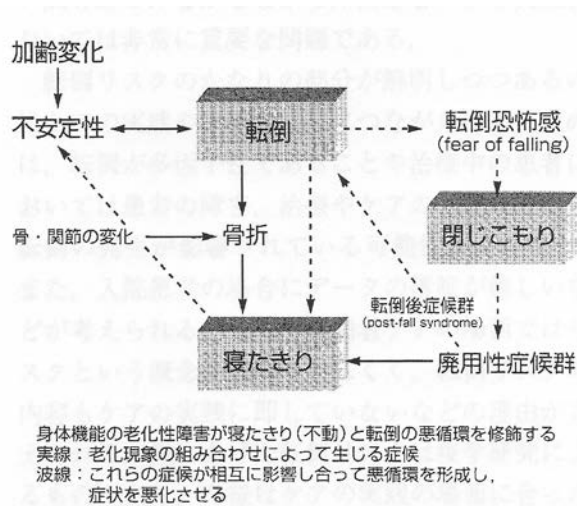 加齢変化
不安定性
転倒
転倒恐怖感
(fear of falling)
骨・関節の変化
骨折
閉じこもり
転倒後症候群
(post-fall syndrome)
寝たきり
廃用性症候群
身体機能の老化性障害が寝たきり(不動)と転倒の悪循環を修飾する
実線：老化現象の組み合わせによって生じる症候
波線：これらの症候が相互に影響し合って悪循環を形成し，
症状を悪化させる